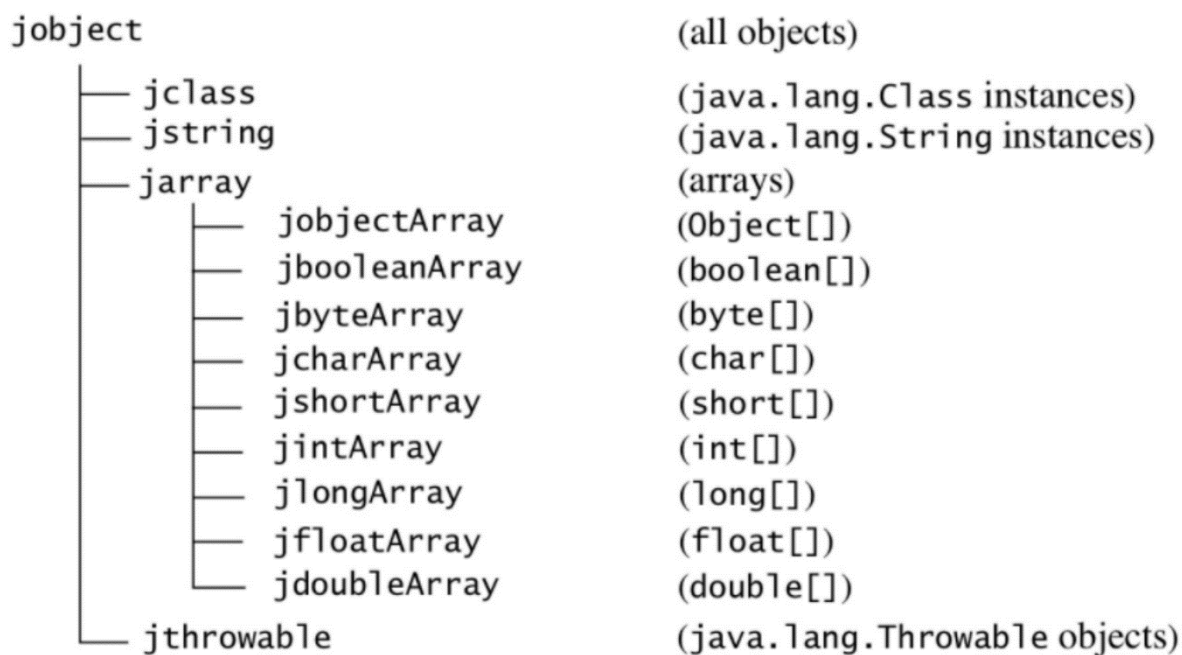 jobject (all objects)
jclass (java.lang.Class instances)
jstring (java.lang.String instances)
jarray (arrays)
jobjectArray (Object[])
jbooleanArray (boolean[])
jbyteArray (byte[])
jcharArray (char[])
jshortArray (short[])
jintArray (int[])
jlongArray (long[])
jfloatArray (float[])
jdoubleArray (double[])
jthrowable (java.lang.Throwable objects)